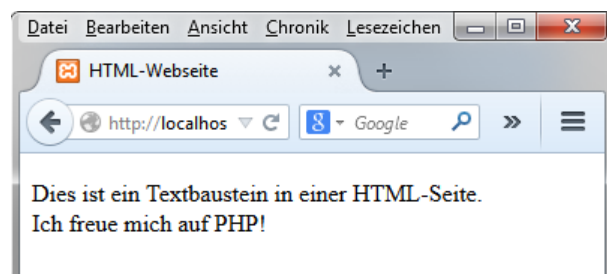 Datei Bearbeiten Ansicht Chronik Lesezeichen
HTML-Webseite
http://localhos
Google
Dies ist ein Textbaustein in einer HTML-Seite.
Ich freue mich auf PHP!